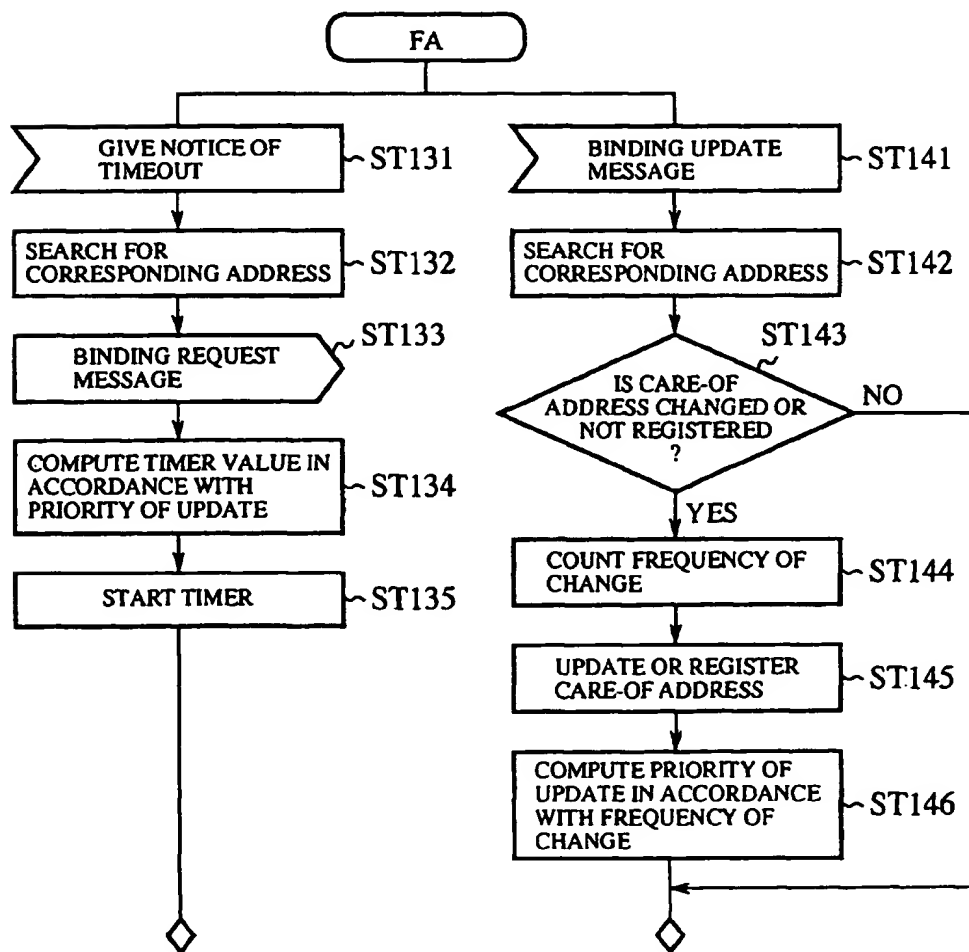 FA
GIVE NOTICE OF
TIMEOUT
ST131
SEARCH FOR
CORRESPONDING ADDRESS
ST132
BINDING REQUEST
MESSAGE
ST133
COMPUTE TIMER VALUE IN
ACCORDANCE WITH
PRIORITY OF UPDATE
ST134
START TIMER
ST135
BINDING UPDATE
MESSAGE
ST141
SEARCH FOR
CORRESPONDING ADDRESS
ST142
ST143
IS CARE-OF
ADDRESS CHANGED OR
NOT REGISTERED
?
NO
YES
COUNT FREQUENCY OF
CHANGE
ST144
UPDATE OR REGISTER
CARE-OF ADDRESS
ST145
COMPUTE PRIORITY OF
UPDATE IN ACCORDANCE
WITH FREQUENCY OF
CHANGE
ST146